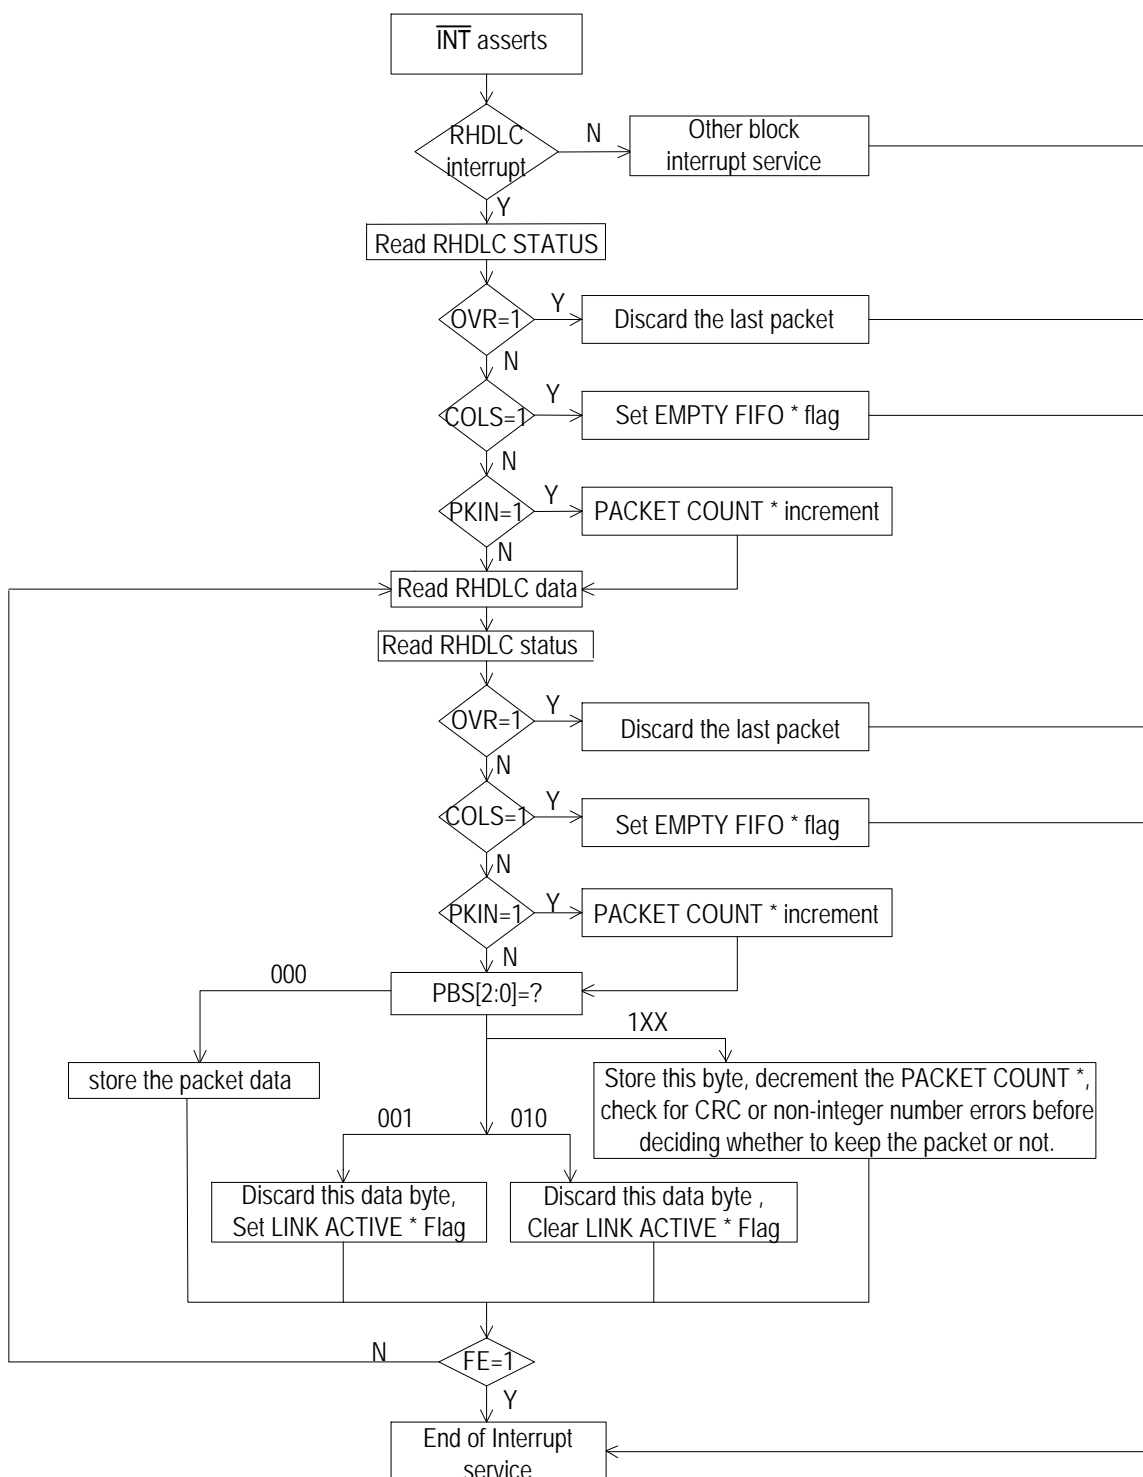 INT asserts
RHDLC
interrupt
N
Other block
interrupt service
Y
Read RHDLC STATUS
OVR=1
Y
Discard the last packet
N
COLS=1
Y
Set EMPTY FIFO * flag
N
PKIN=1
Y
PACKET COUNT * increment
N
Read RHDLC data
Read RHDLC status
OVR=1
Y
Discard the last packet
N
COLS=1
Y
Set EMPTY FIFO * flag
N
PKIN=1
Y
PACKET COUNT * increment
N
000
PBS[2:0]=?
1XX
store the packet data
Store this byte, decrement the PACKET COUNT *,
check for CRC or non-integer number errors before
deciding whether to keep the packet or not.
001
010
Discard this data byte,
Set LINK ACTIVE * Flag
Discard this data byte ,
Clear LINK ACTIVE * Flag
N
FE=1
Y
End of Interrupt
service